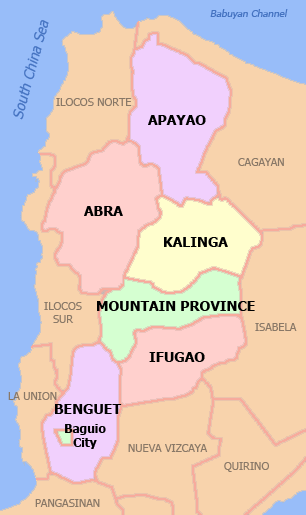 Babuyan Channel
South China Sea
ILOCOS NORTE
APAYAO
CAGAYAN
ABRA
KALINGA
ILOCOS
SUR
MOUNTAIN PROVINCE
ISABELA
IFUGAO
LA UNION
BENGUET
Baguio
City
NUEVA VIZCAYA
QUIRINO
PANGASINAN